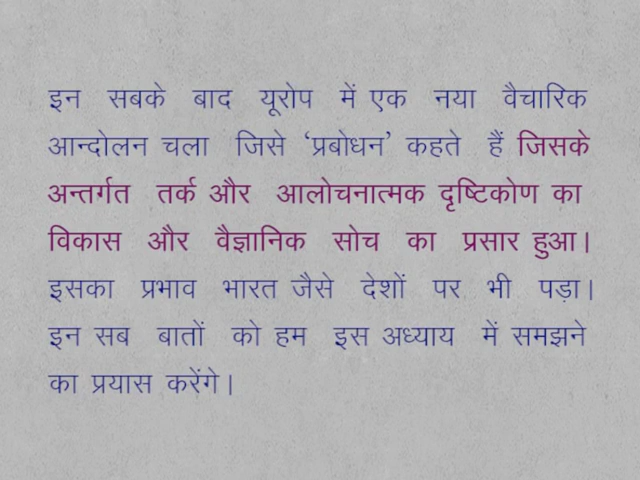 इन सबके बाद यूरोप में एक नया वैचारिक
आन्दोलन चला जिसे ‘प्रबोधन’ कहते हैं जिसके
अन्तर्गत तर्क और आलोचनात्मक दृष्टिकोण का
विकास और वैज्ञानिक सोच का प्रसार हुआ।
इसका प्रभाव भारत जैसे देशों पर भी पड़ा।
इन सब बातों को हम इस अध्याय में समझने
का प्रयास करेंगे।